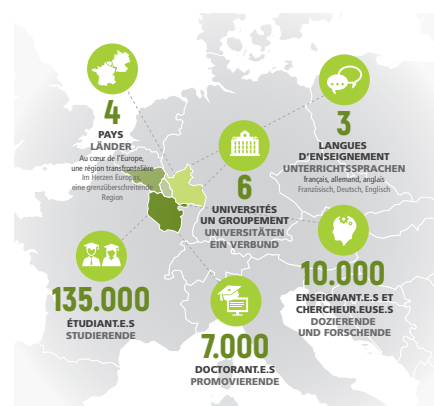 4
PAYS
LÄNDER
Au cœur de l'Europe,
une région transfrontalière.
Im Herzen Europas,
eine grenzüberschreitende
Region
3
LANGUES
D'ENSEIGNEMENT
UNTERRICHTSSPRACHEN
français, allemand, anglais
Französisch, Deutsch, Englisch
6
UNIVERSITÉS
UN GROUPEMENT
UNIVERSITÄTEN
EIN VERBUND
135.000
ÉTUDIANT.E.S
STUDIERENDE
7.000
DOCTORANT.E.S
PROMOVIERENDE
10.000
ENSEIGNANT.E.S ET
CHERCHEUR.EUSE.S
DOZIERENDE
UND FORSCHENDE